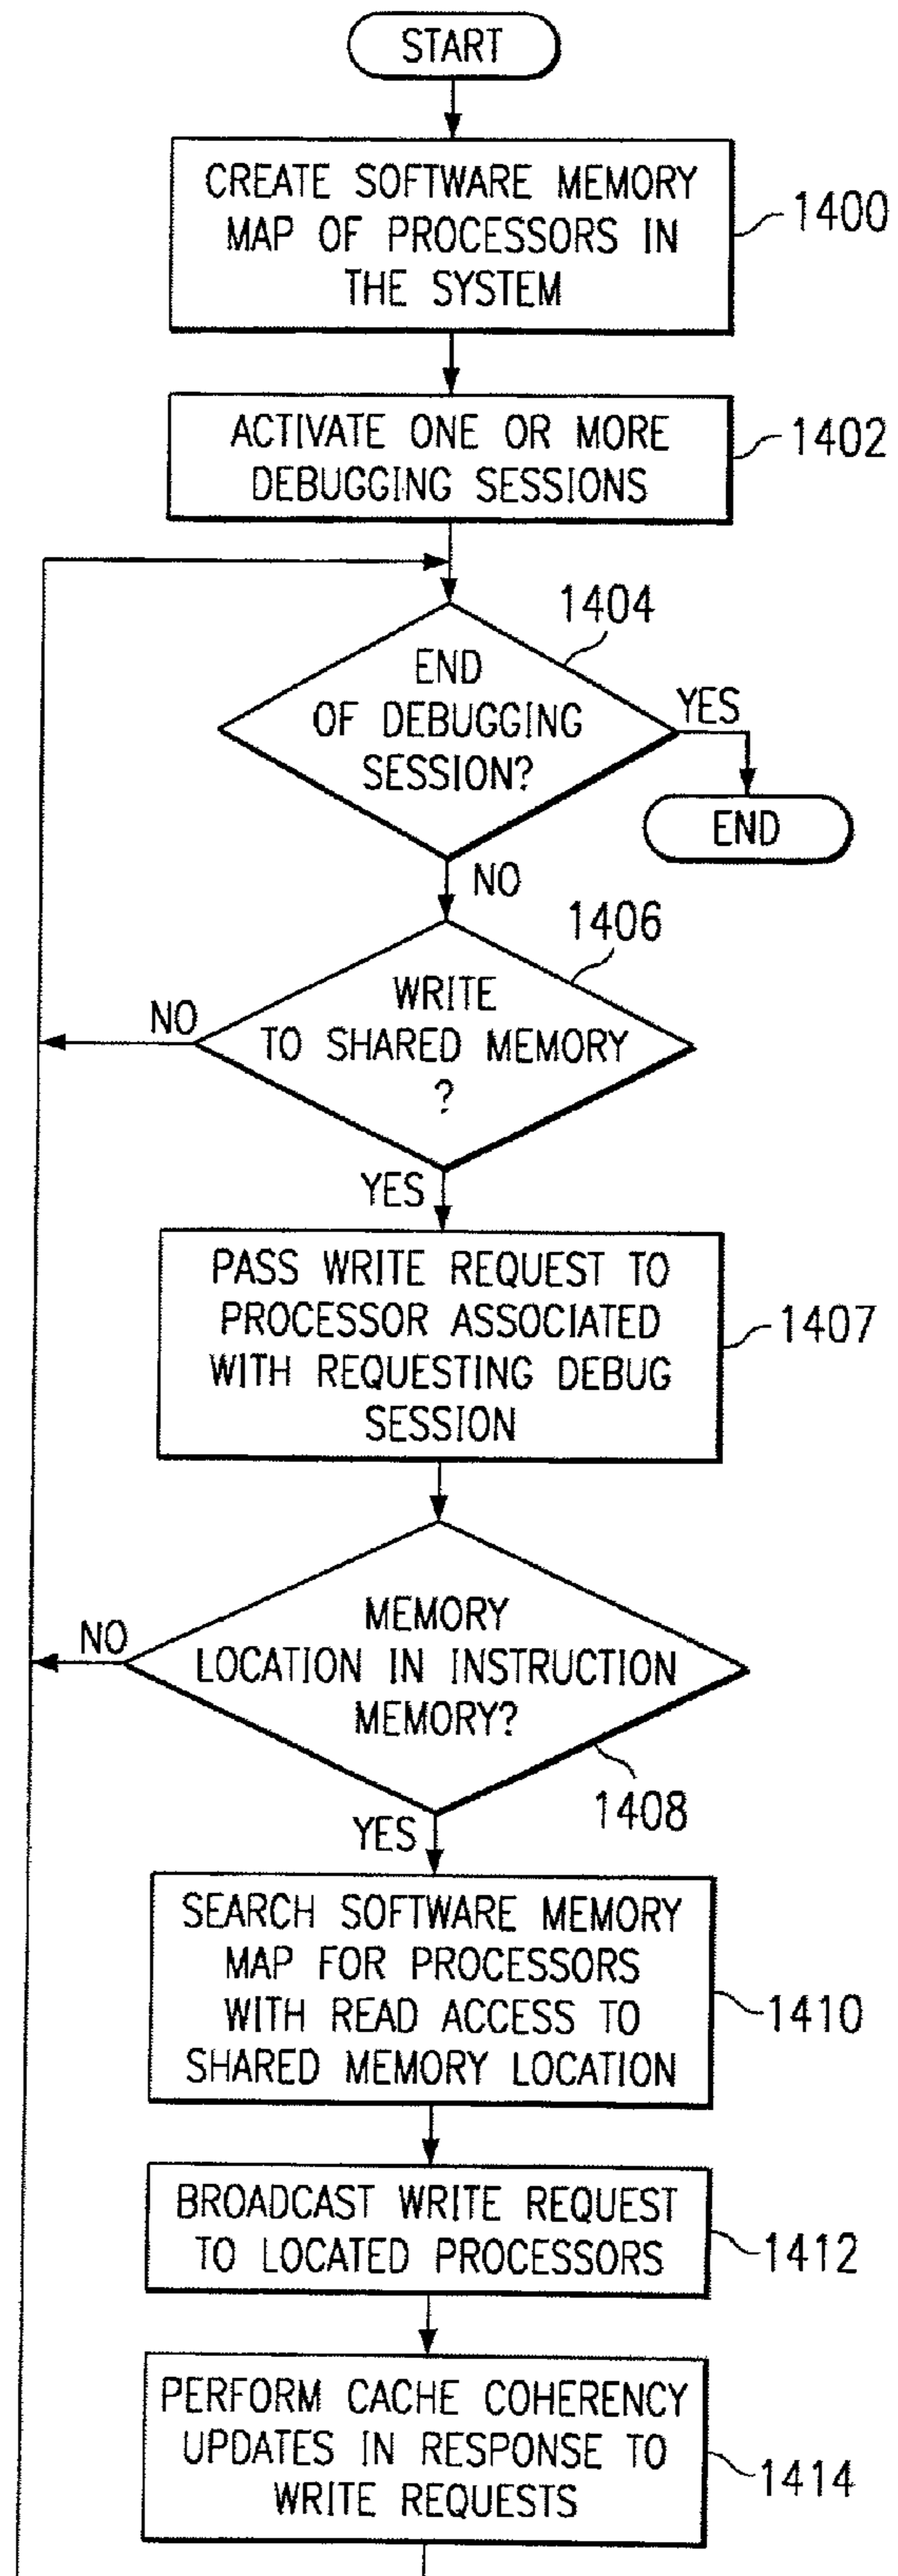 START
CREATE SOFTWARE MEMORY
MAP OF PROCESSORS IN
THE SYSTEM
1400
ACTIVATE ONE OR MORE
DEBUGGING SESSIONS
1402
1404
END
OF DEBUGGING
SESSION?
YES
END
NO
1406
WRITE
TO SHARED MEMORY
?
NO
YES
PASS WRITE REQUEST TO
PROCESSOR ASSOCIATED
WITH REQUESTING DEBUG
SESSION
1407
MEMORY
LOCATION IN INSTRUCTION
MEMORY?
NO
1408
YES
SEARCH SOFTWARE MEMORY
MAP FOR PROCESSORS
WITH READ ACCESS TO
SHARED MEMORY LOCATION
1410
BROADCAST WRITE REQUEST
TO LOCATED PROCESSORS
1412
PERFORM CACHE COHERENCY
UPDATES IN RESPONSE TO
WRITE REQUESTS
1414